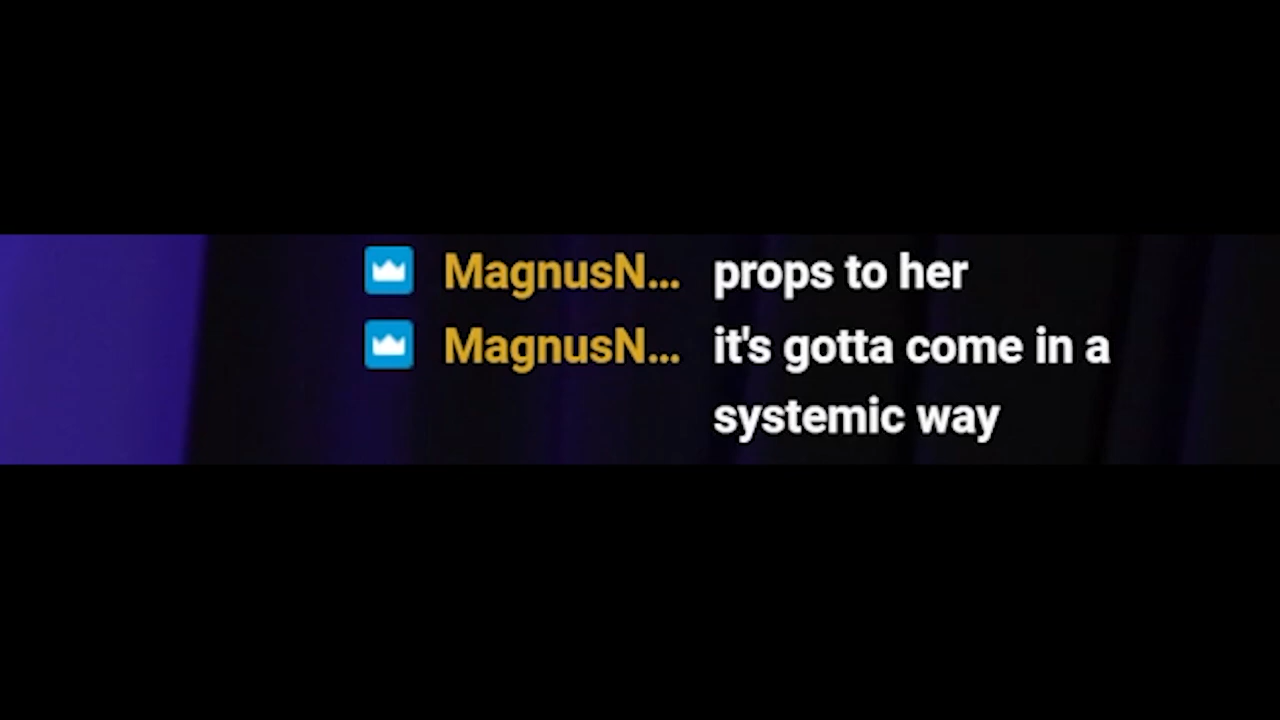 MagnusN... props to her
MagnusN... it's gotta come in a
systemic way